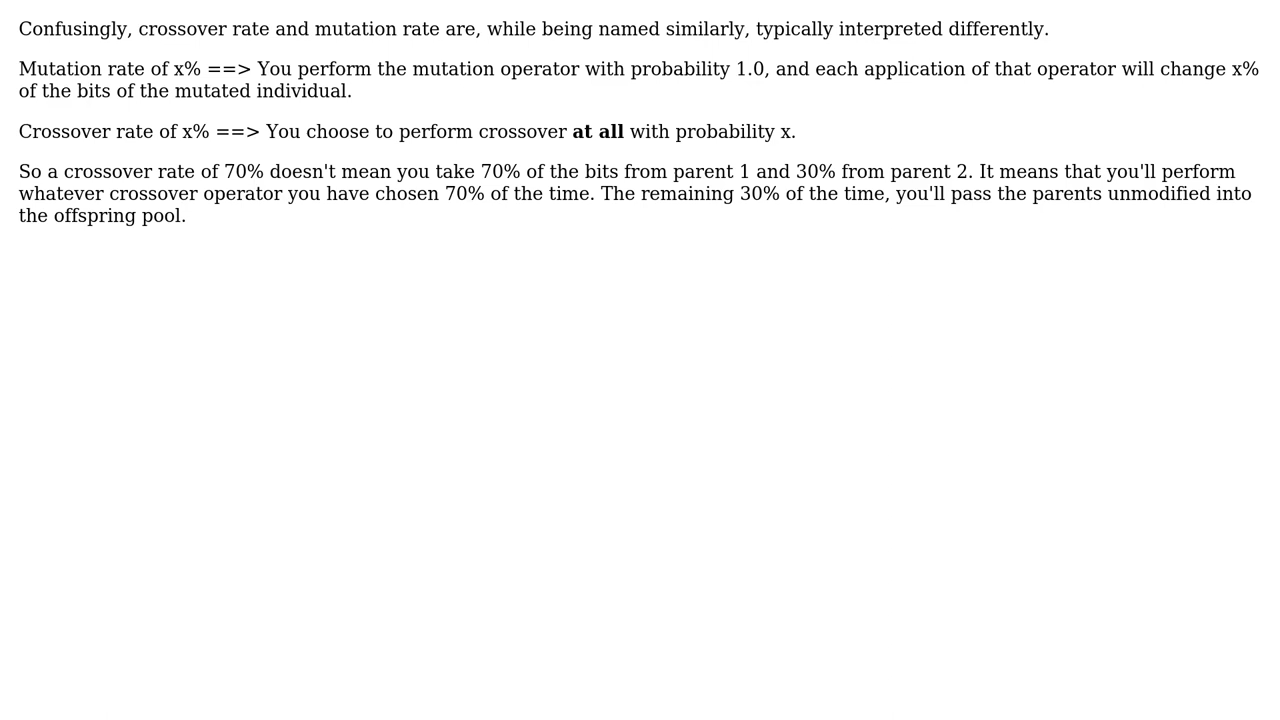 Confusingly, crossover rate and mutation rate are, while being named similarly, typically interpreted differently.
Mutation rate of x% ==> You perform the mutation operator with probability 1.0, and each application of that operator will change x%
of the bits of the mutated individual.
Crossover rate of x% ==> You choose to perform crossover at all with probability x.
So a crossover rate of 70% doesn't mean you take 70% of the bits from parent 1 and 30% from parent 2. It means that you'll perform
whatever crossover operator you have chosen 70% of the time. The remaining 30% of the time, you'll pass the parents unmodified into
the offspring pool.